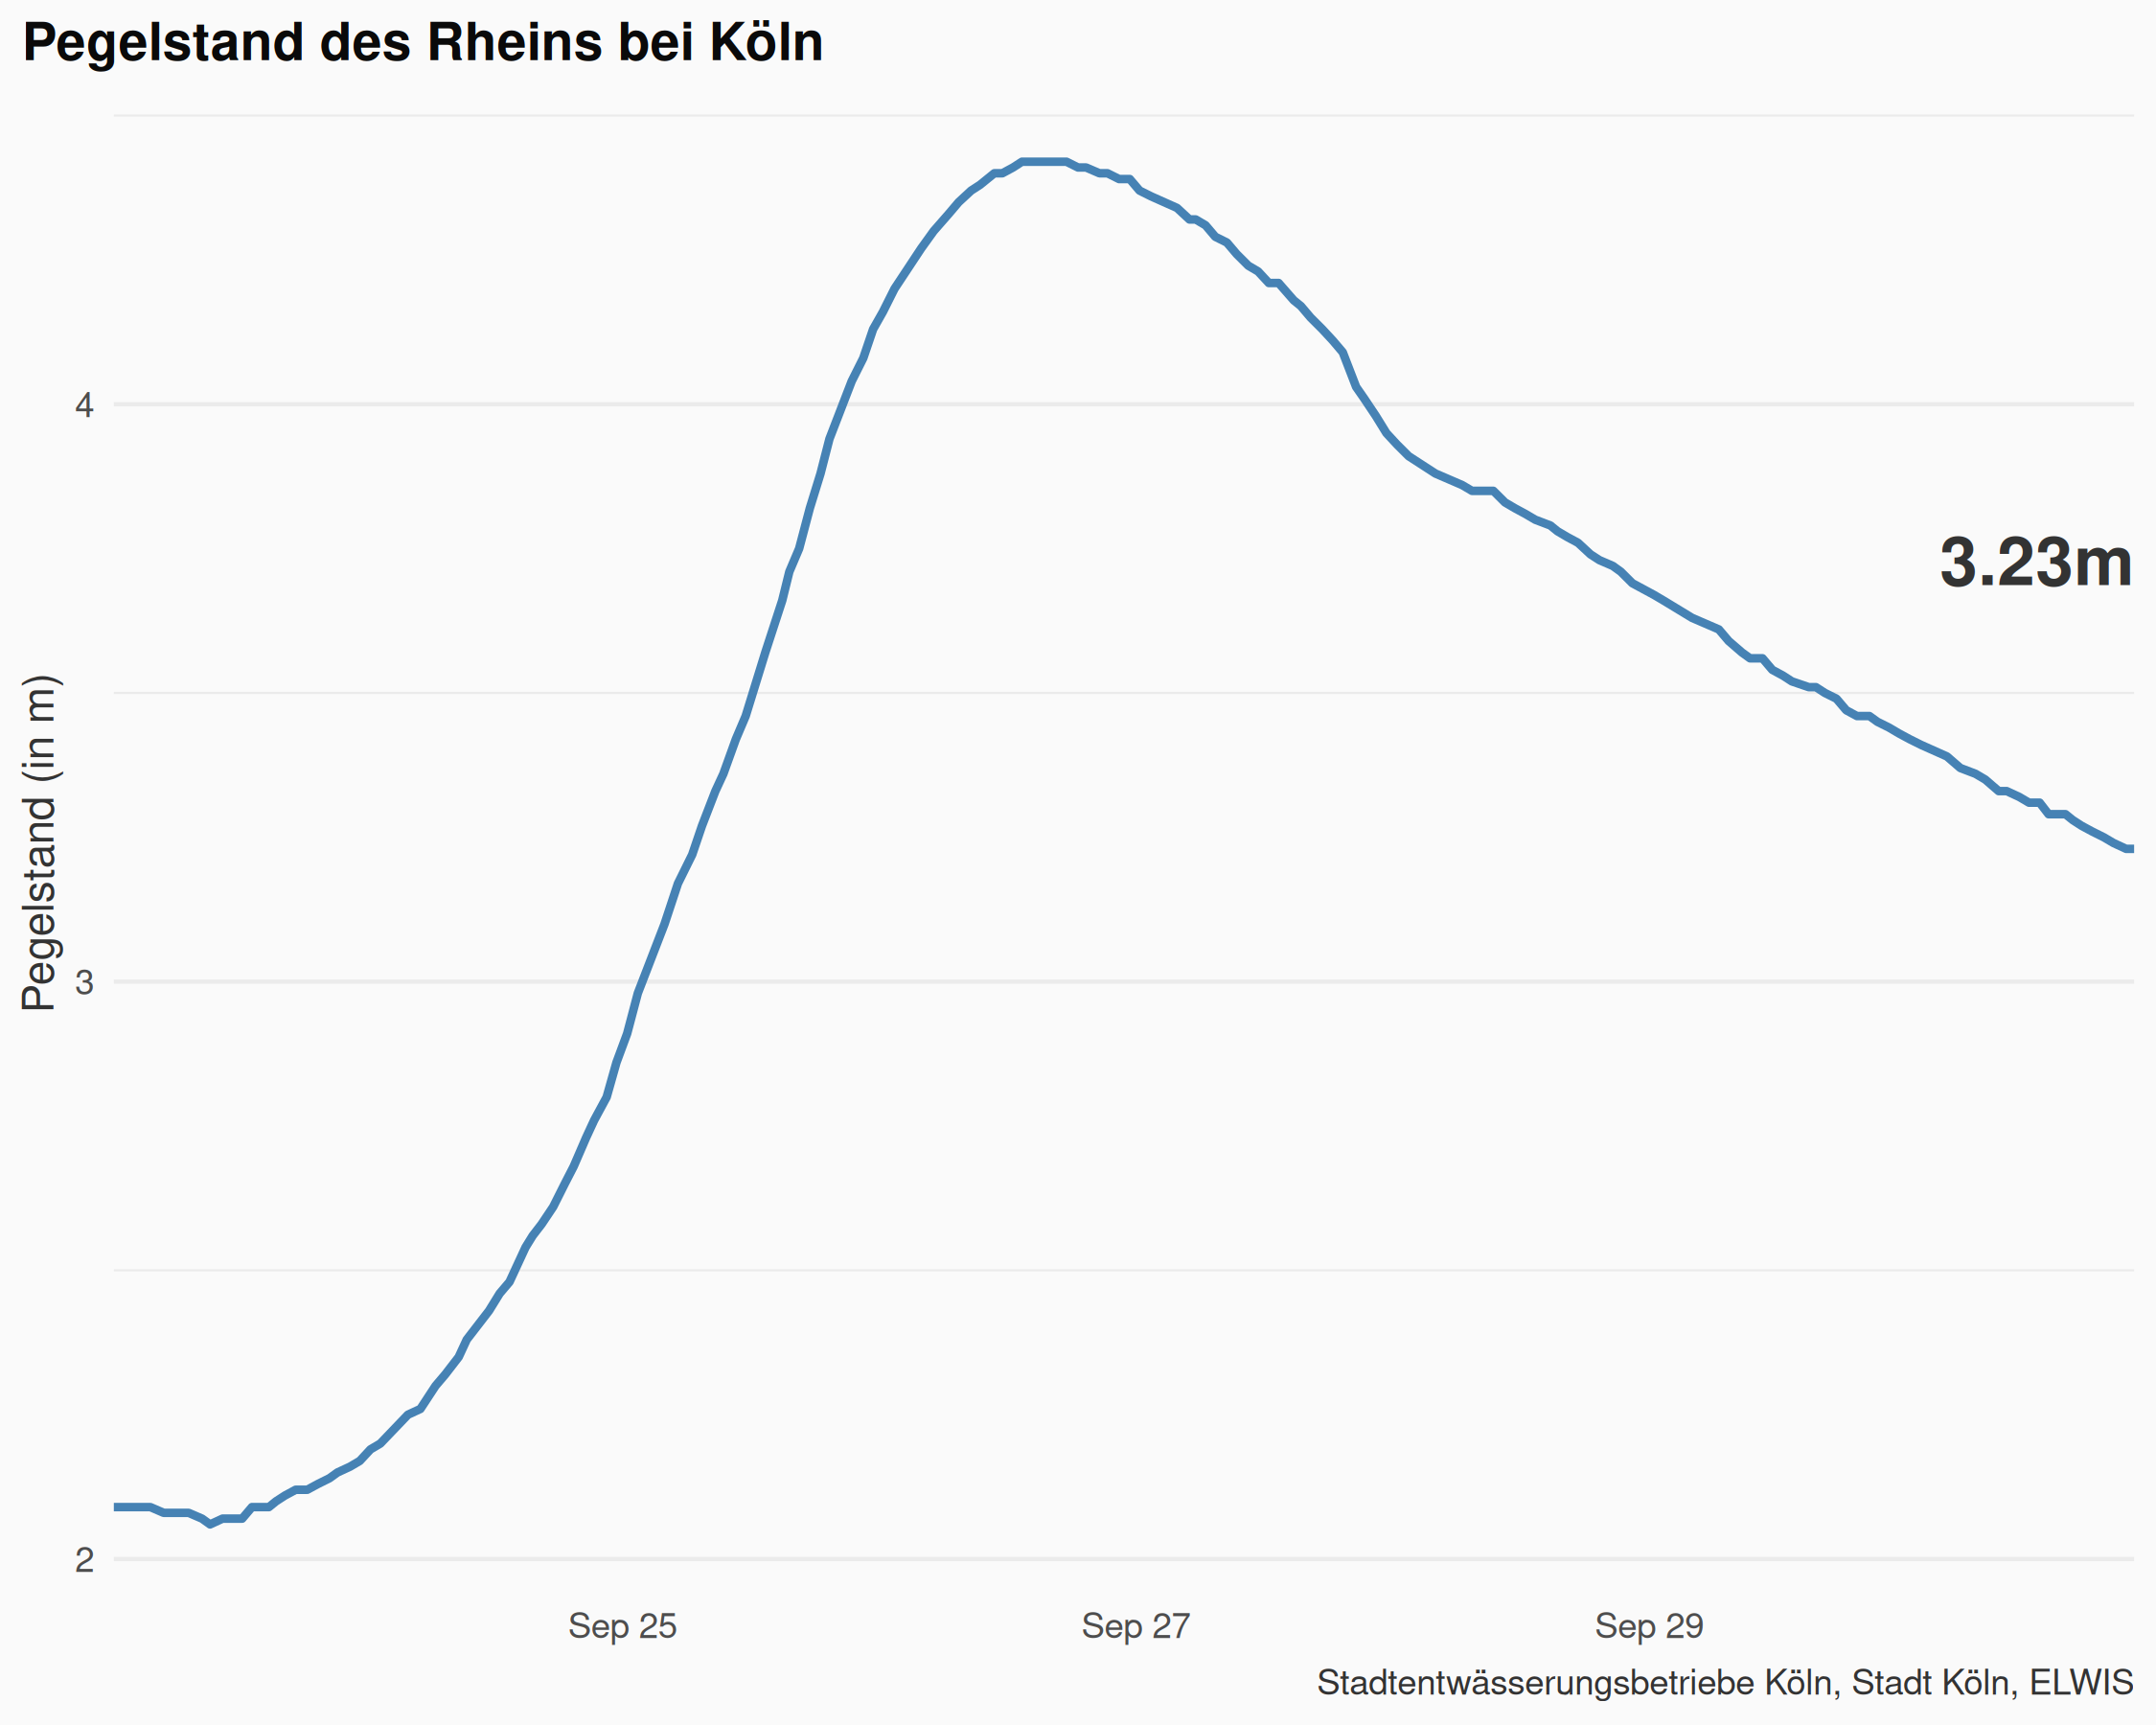 Pegelstand des Rheins bei Köln
Pegelstand (in m)
4
3
2
3.23m
Sep 25
Sep 27
Sep 29
Stadtentwässerungsbetriebe Köln, Stadt Köln, ELWIS